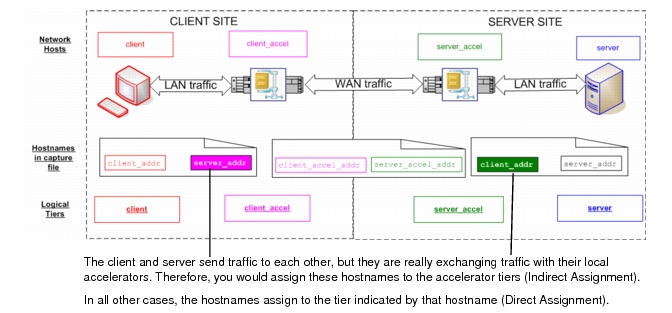 CLIENT SITE SERVER SITE
Network Hosts
client client_accel server_accel server
LAN traffic WAN traffic LAN traffic
Hostnames in capture file
client_addr server_addr client_accel_addr server_accel_addr client_addr server_addr
Logical Tiers
client client_accel server_accel server
The client and server send traffic to each other, but they are really exchanging traffic with their local
accelerators. Therefore, you would assign these hostnames to the accelerator tiers (Indirect Assignment).
In all other cases, the hostnames assign to the tier indicated by that hostname (Direct Assignment).